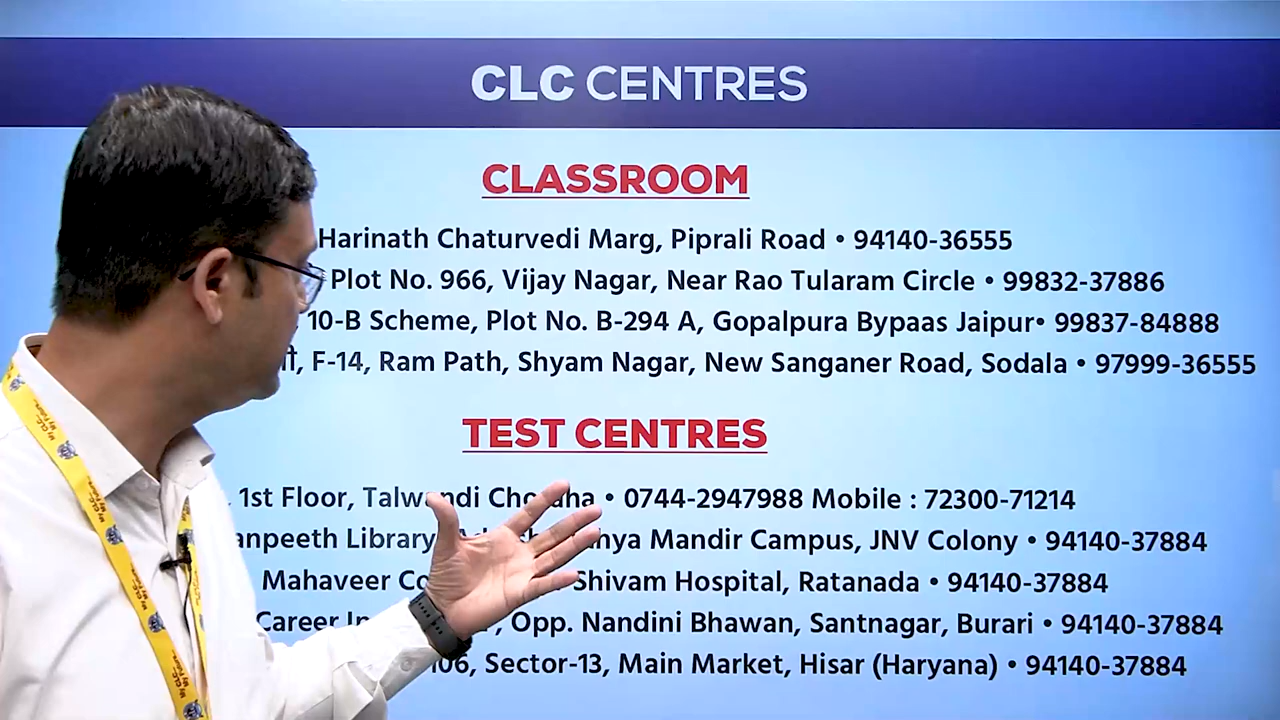 CLC CENTRES
CLASSROOM
Harinath Chaturvedi Marg, Piprali Road • 94140-36555
Plot No. 966, Vijay Nagar, Near Rao Tularam Circle • 99832-37886
10-B Scheme, Plot No. B-294 A, Gopalpura Bypaas Jaipur• 99837-84888
F-14, Ram Path, Shyam Nagar, New Sanganer Road, Sodala • 97999-36555
TEST CENTRES
1st Floor, • 0744-2947988 Mobile : 72300-71214
Library, Mandir Campus, JNV Colony • 94140-37884
Mahaveer Shivam Hospital, Ratanada • 94140-37884
Career Opp. Nandini Bhawan, Santnagar, Burari • 94140-37884
Sector-13, Main Market, Hisar (Haryana) • 94140-37884
My CLC,
My Future..